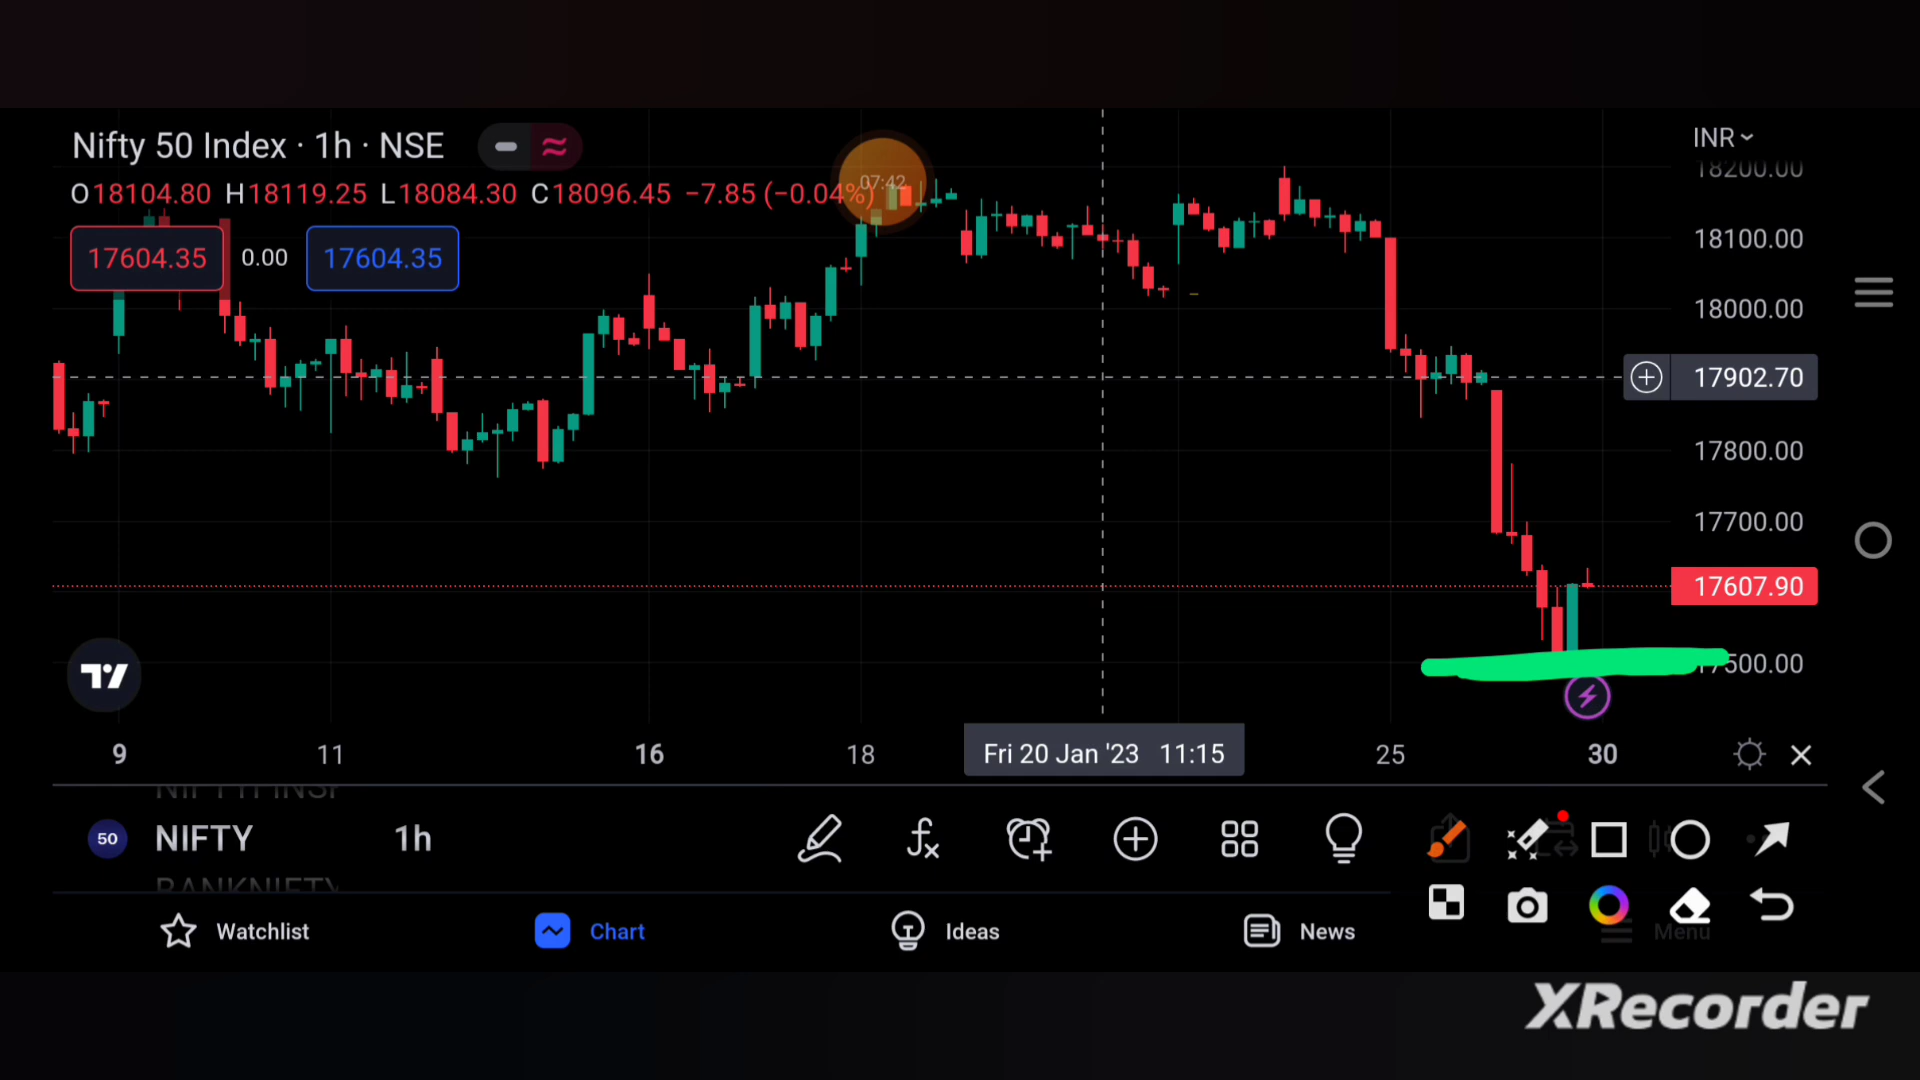 Nifty 50 Index · 1h · NSE
INR
18200.00
O18104.80 H18119.25 L18084.30 C18096.45 −7.85 (−0.04%)
07:42
17604.35 0.00 17604.35
18100.00
18000.00
17902.70
17800.00
17700.00
17607.90
17500.00
9 11 16 18 Fri 20 Jan '23 11:15 25 30
50 NIFTY 1h
BANKNIFTY
Watchlist Chart Ideas News Menu
XRecorder